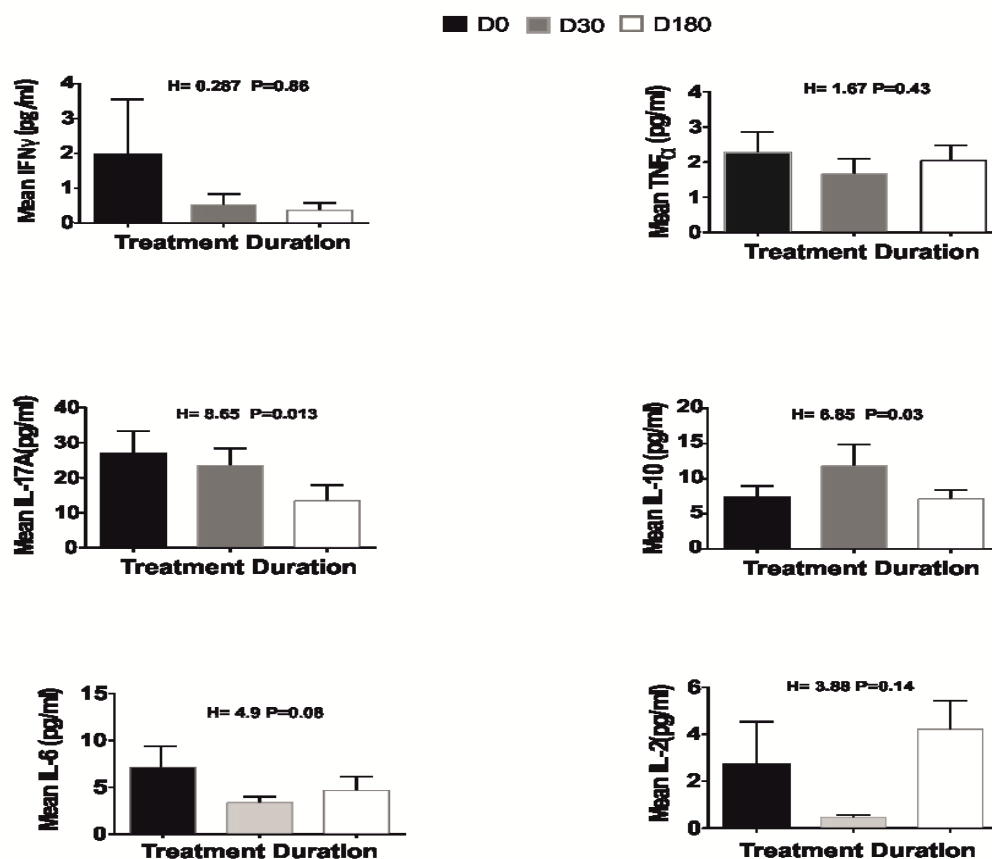 D0 D30 D180
H= 0.287 P=0.86
Mean IFNγ (pg/ml)
4
3
2
1
0
Treatment Duration
H= 1.67 P=0.43
Mean TNFα (pg/ml)
4
3
2
1
0
Treatment Duration
H= 8.65 P=0.013
Mean IL-17A(pg/ml)
40
30
20
10
0
Treatment Duration
H= 6.85 P=0.03
Mean IL-10 (pg/ml)
20
15
10
5
0
Treatment Duration
H= 4.9 P=0.08
Mean IL-6 (pg/ml)
15
10
5
0
Treatment Duration
H= 3.88 P=0.14
Mean IL-2(pg/ml)
6
4
2
0
Treatment Duration